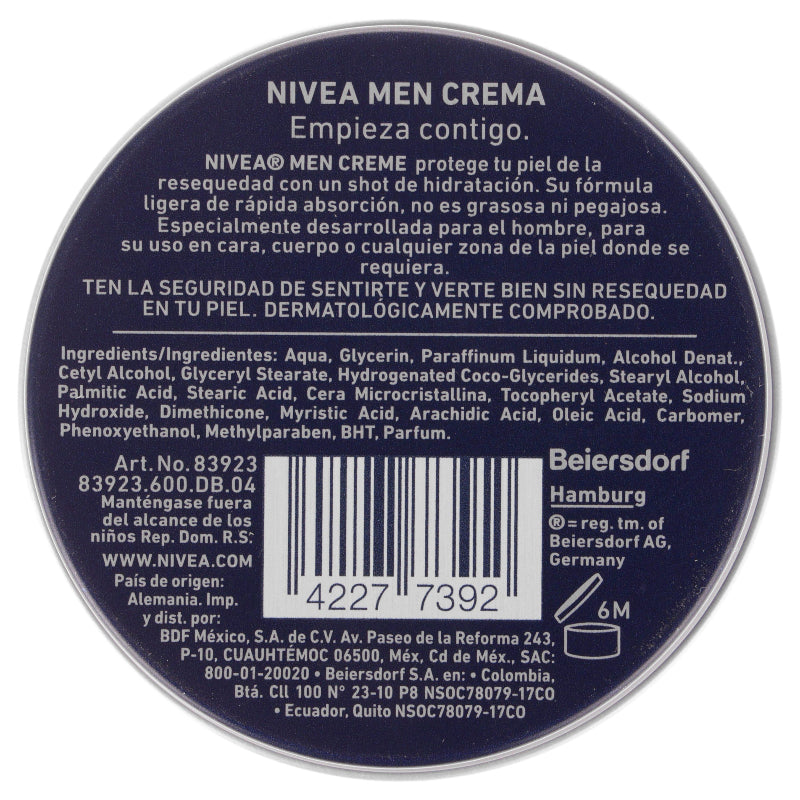 NIVEA MEN CREMA
Empieza contigo.
NIVEA® MEN CREME protege tu piel de la
resequedad con un shot de hidratación. Su fórmula
ligera de rápida absorción, no es grasosa ni pegajosa.
Especialmente desarrollada para el hombre, para
su uso en cara, cuerpo o cualquier zona de la piel donde se
requiera.
TEN LA SEGURIDAD DE SENTIRTE Y VERTE BIEN SIN RESEQUEDAD
EN TU PIEL. DERMATOLÓGICAMENTE COMPROBADO.
Ingredients/Ingredientes: Aqua, Glycerin, Paraffinum Liquidum, Alcohol Denat.,
Cetyl Alcohol, Glyceryl Stearate, Hydrogenated Coco-Glycerides, Stearyl Alcohol,
Palmitic Acid, Stearic Acid, Cera Microcristallina, Tocopheryl Acetate, Sodium
Hydroxide, Dimethicone, Myristic Acid, Arachidic Acid, Oleic Acid, Carbomer,
Phenoxyethanol, Methylparaben, BHT, Parfum.
Art. No. 83923
83923.600.DB.04
Manténgase fuera
del alcance de los
niños Rep. Dom. R.S:
WWW.NIVEA.COM
País de origen:
Alemania. Imp.
y dist. por:
4227 7392
Beiersdorf
Hamburg
®= reg. tm. of
Beiersdorf AG,
Germany
6M
BDF México, S.A. de C.V. Av. Paseo de la Reforma 243,
P-10, CUAUHTÉMOC 06500, Méx, Cd de Méx., SAC:
800-01-20020 • Beiersdorf S.A. en: • Colombia,
Btá. Cll 100 N° 23-10 P8 NSOC78079-17CO
• Ecuador, Quito NSOC78079-17CO